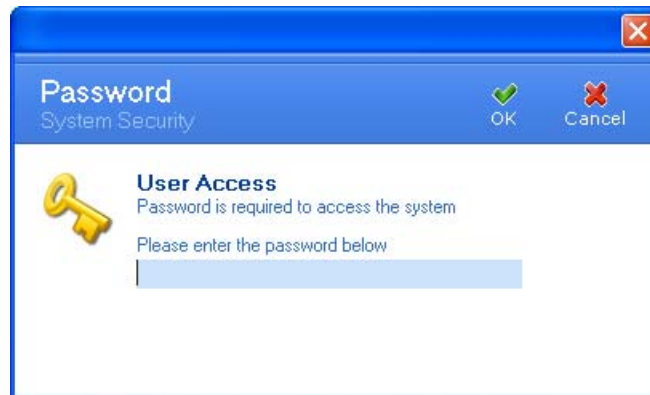 Password
System Security
OK
Cancel
User Access
Password is required to access the system
Please enter the password below